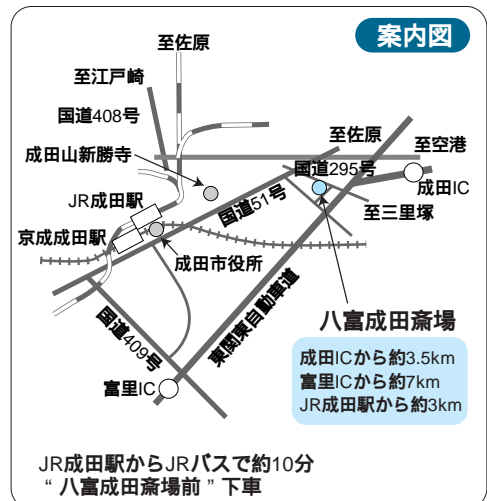 案内図
至佐原
至江戸崎
国道408号
成田山新勝寺
至佐原
至空港
国道295号
成田IC
JR成田駅
国道51号
至三里塚
京成成田駅
成田市役所
東関東自動車道
国道409号
富里IC
八富成田斎場
成田ICから約3.5km
富里ICから約7km
JR成田駅から約3km
JR成田駅からJRバスで約10分
“ 八富成田斎場前 ” 下車